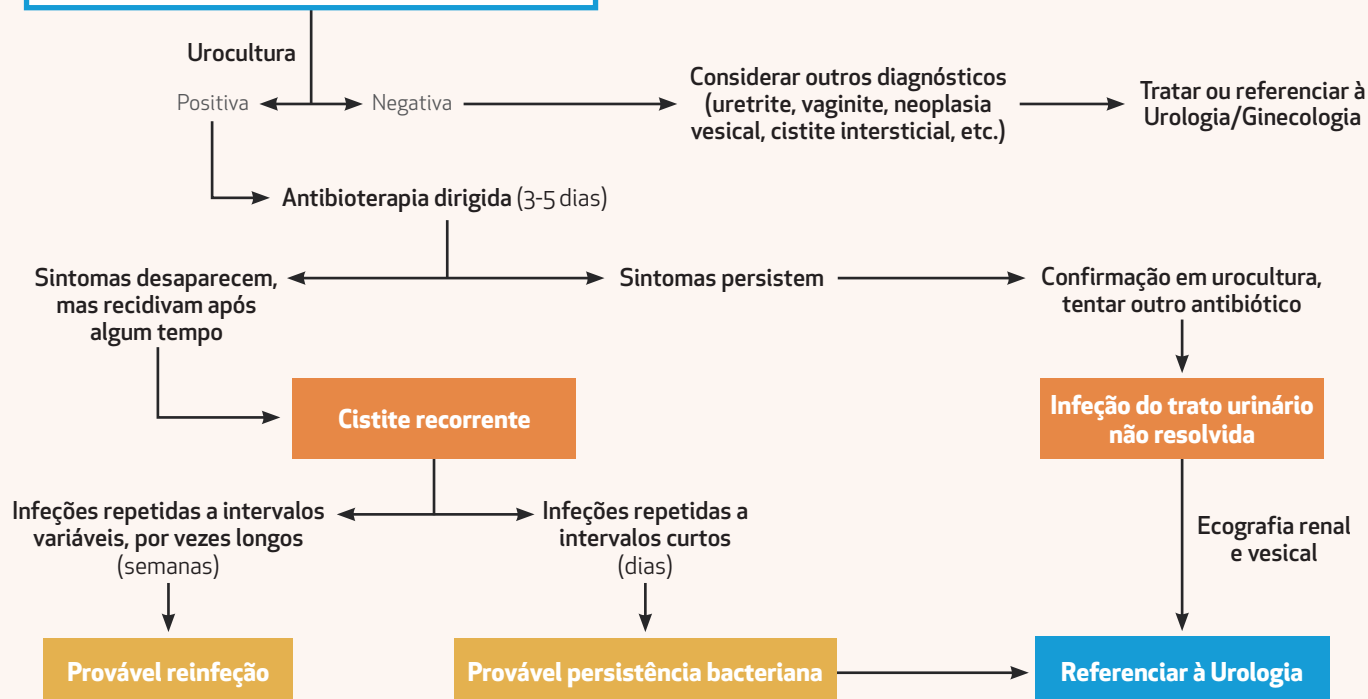 Urocultura
Positiva
Negativa
Considerar outros diagnósticos
(uretrite, vaginite, neoplasia
vesical, cistite intersticial, etc.)
Tratar ou referenciar à
Urologia/Ginecologia
Antibioterapia dirigida (3-5 dias)
Sintomas desaparecem,
mas recidivam após
algum tempo
Sintomas persistem
Confirmação em urocultura,
tentar outro antibiótico
Cistite recorrente
Infeção do trato urinário
não resolvida
Infeções repetidas a intervalos
variáveis, por vezes longos
(semanas)
Infeções repetidas a
intervalos curtos
(dias)
Ecografia renal
e vesical
Provável reinfeção
Provável persistência bacteriana
Referenciar à Urologia